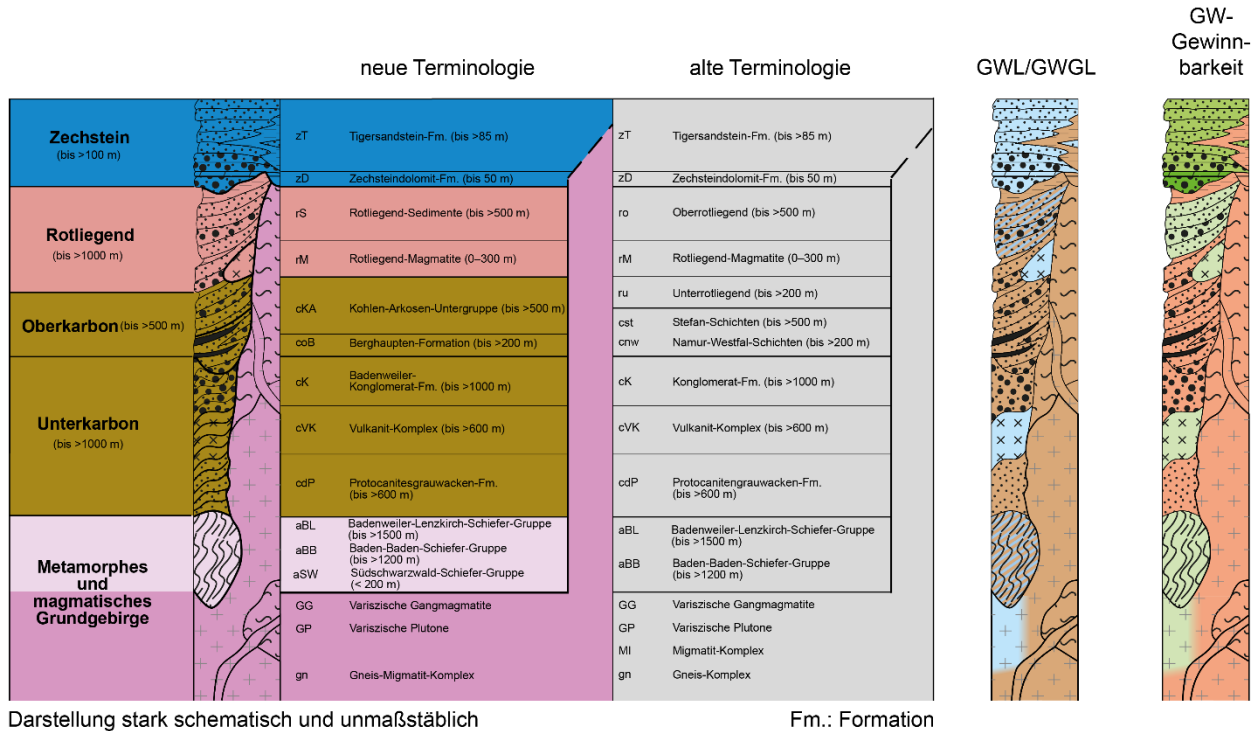 neue Terminologie
alte Terminologie
GWL/GWGL
GW-
Gewinn-
barkeit
Zechstein
(bis >100 m)
zT Tigersandstein-Fm. (bis >85 m)
zT Tigersandstein-Fm. (bis >85 m)
zD Zechsteindolomit-Fm. (bis 50 m)
zD Zechsteindolomit-Fm. (bis 50 m)
Rotliegend
(bis >1000 m)
rS Rotliegend-Sedimente (bis >500 m)
ro Oberrotliegend (bis >500 m)
rM Rotliegend-Magmatite (0–300 m)
rM Rotliegend-Magmatite (0–300 m)
Oberkarbon (bis >500 m)
cKA Kohlen-Arkosen-Untergruppe (bis >500 m)
ru Unterrotliegend (bis >200 m)
cst Stefan-Schichten (bis >500 m)
coB Berghaupten-Formation (bis >200 m)
cnw Namur-Westfal-Schichten (bis >200 m)
Unterkarbon
(bis >1000 m)
cK Badenweiler-
Konglomerat-Fm. (bis >1000 m)
cK Konglomerat-Fm. (bis >1000 m)
cVK Vulkanit-Komplex (bis >600 m)
cVK Vulkanit-Komplex (bis >600 m)
cdP Protocanitesgrauwacken-Fm.
(bis >600 m)
cdP Protocanitesgrauwacken-Fm.
(bis >600 m)
Metamorphes
und
magmatisches
Grundgebirge
aBL Badenweiler-Lenzkirch-Schiefer-Gruppe
(bis >1500 m)
aBB Baden-Baden-Schiefer-Gruppe
(bis >1200 m)
aSW Südschwarzwald-Schiefer-Gruppe
(< 200 m)
aBL Badenweiler-Lenzkirch-Schiefer-Gruppe
(bis >1500 m)
aBB Baden-Baden-Schiefer-Gruppe
(bis >1200 m)
GG Variszische Gangmagmatite
GP Variszische Plutone
gn Gneis-Migmatit-Komplex
GG Variszische Gangmagmatite
GP Variszische Plutone
MI Migmatit-Komplex
gn Gneis-Komplex
Darstellung stark schematisch und unmaßstäblich
Fm.: Formation